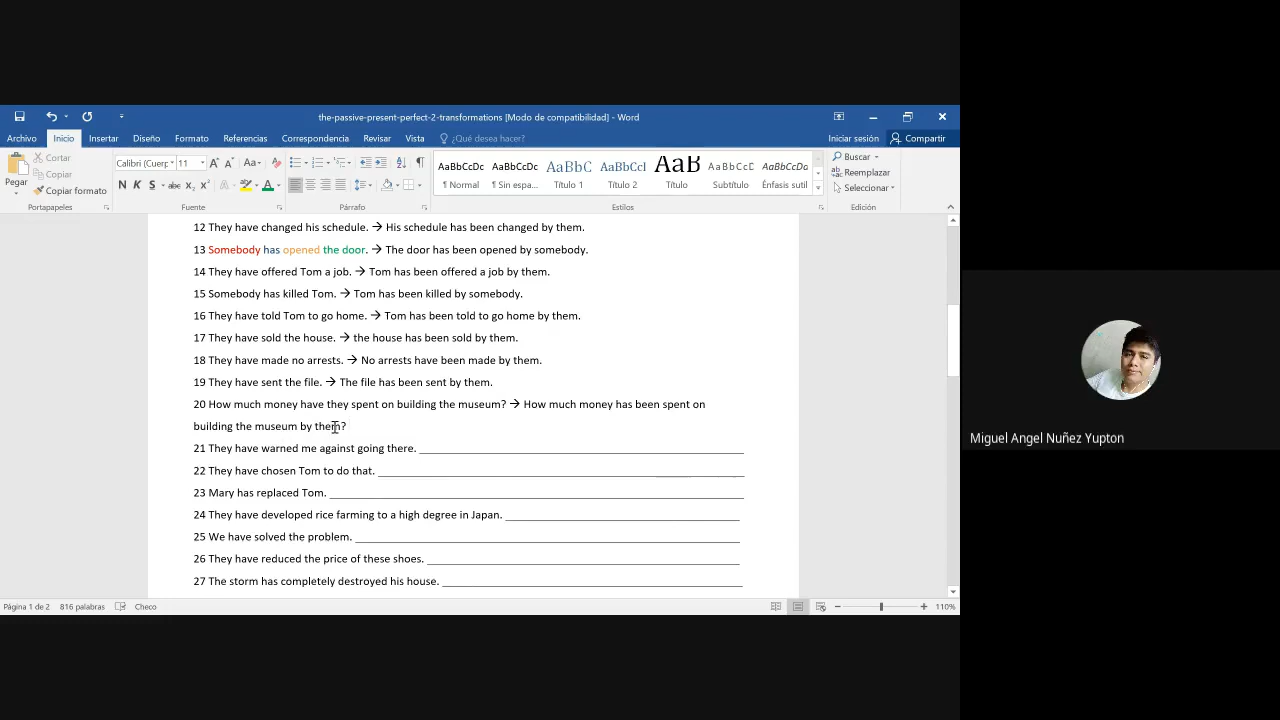 the-passive-present-perfect-2-transformations [Modo de compatibilidad] - Word
Archivo Inicio Insertar Diseño Formato Referencias Correspondencia Revisar Vista ¿Qué desea hacer? Iniciar sesión Compartir
Pegar
Cortar
Copiar
Copiar formato
Portapapeles
Calibri (Cuerp 11
N K S abc x₂ x²
Fuente
Párrafo
AaBbCcDc AaBbCcDc AaBbC AaBbCcI AaB AaBbCcD AaBbCcDc
¶ Normal ¶ Sin espa... Título 1 Título 2 Título Subtítulo Énfasis sutil
Estilos
Buscar
Reemplazar
Seleccionar
Edición
12 They have changed his schedule. → His schedule has been changed by them.
13 Somebody has opened the door. → The door has been opened by somebody.
14 They have offered Tom a job. → Tom has been offered a job by them.
15 Somebody has killed Tom. → Tom has been killed by somebody.
16 They have told Tom to go home. → Tom has been told to go home by them.
17 They have sold the house. → the house has been sold by them.
18 They have made no arrests. → No arrests have been made by them.
19 They have sent the file. → The file has been sent by them.
20 How much money have they spent on building the museum? → How much money has been spent on
building the museum by them?
21 They have warned me against going there.
22 They have chosen Tom to do that.
23 Mary has replaced Tom.
24 They have developed rice farming to a high degree in Japan.
25 We have solved the problem.
26 They have reduced the price of these shoes.
27 The storm has completely destroyed his house.
Página 1 de 2 816 palabras Checo 110%
Miguel Angel Nuñez Yupton